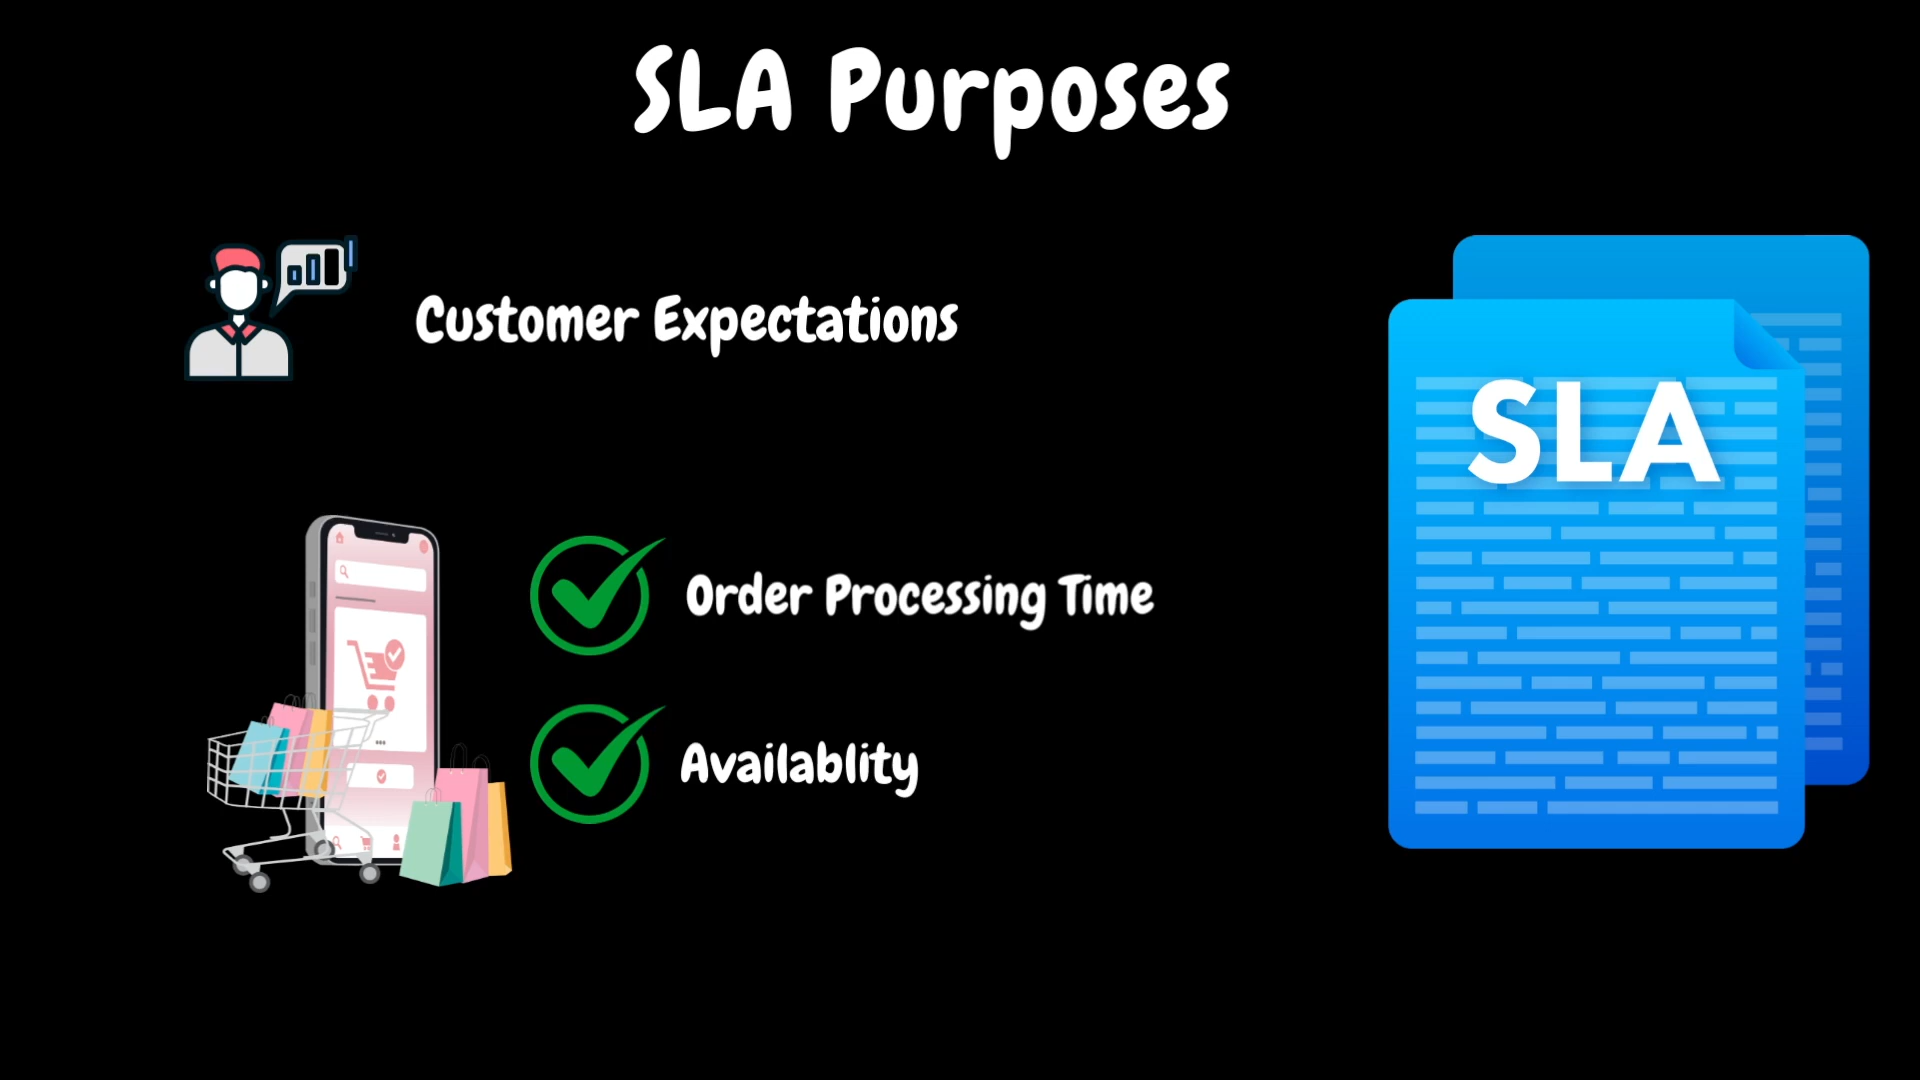 SLA Purposes
Customer Expectations
SLA
Order Processing Time
Availablity